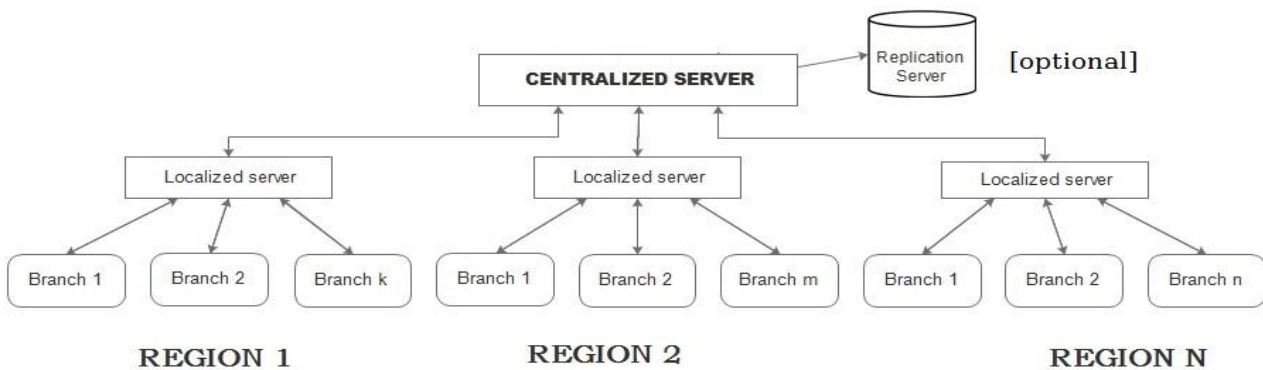 Replication
Server
[optional]
CENTRALIZED SERVER
Localized server
Localized server
Localized server
Branch 1
Branch 2
Branch k
Branch 1
Branch 2
Branch m
Branch 1
Branch 2
Branch n
REGION 1
REGION 2
REGION N